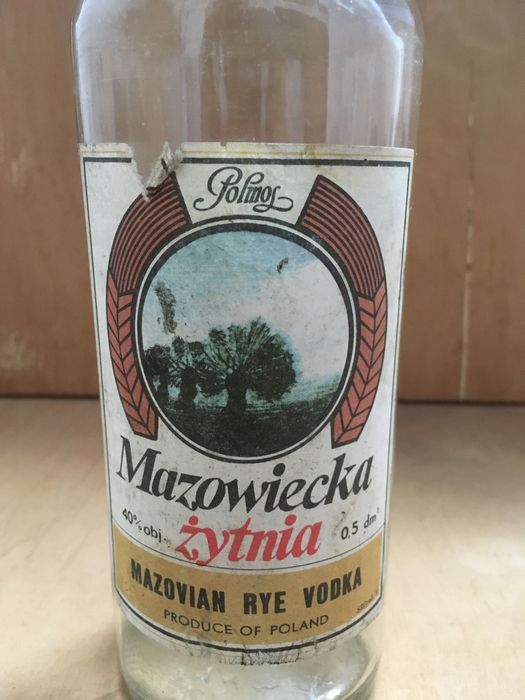 Polmos
Mazowiecka
40% obj. żytnia 0,5 dm³
MAZOVIAN RYE VODKA
PRODUCE OF POLAND